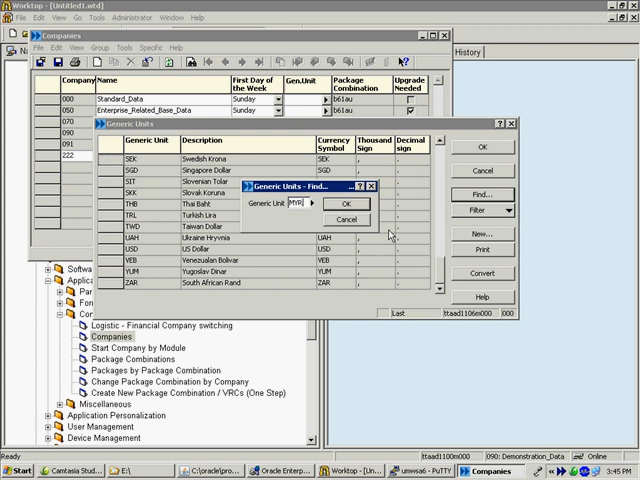 Worktop - [Untitled1.wtd]
File Edit View Go Tools Administrator Window Help
History
Companies
File Edit View Group Tools Specific Help
Company Name First Day of the Week Gen.Unit Package Combination Upgrade Needed
000 Standard_Data Sunday b61au
050 Enterprise_Related_Base_Data Sunday b61au
070
090
091
222
Generic Units
Generic Unit Description Currency Symbol Thousand Sign Decimal sign
SEK Swedish Krona SEK , .
SGD Singapore Dollar SGD , .
SIT Slovenian Tolar
SKK Slovak Koruna
THB Thai Baht
TRL Turkish Lira
TWD Taiwan Dollar
UAH Ukraine Hryvnia UAH , .
USD US Dollar USD , .
VEB Venezualan Bolivar VEB , .
YUM Yugoslav Dinar YUM , .
ZAR South African Rand ZAR , .
OK
Cancel
Find...
Filter
New...
Print
Convert
Help
Last ttaad1106m000 000
Generic Units - Find...
Generic Unit MYR
OK
Cancel
Softwa
Applica
Par
For
Co
Logistic - Financial Company switching
Companies
Start Company by Module
Package Combinations
Packages by Package Combination
Change Package Combination by Company
Create New Package Combination / VRCs (One Step)
Miscellaneous
Application Personalization
User Management
Device Management
Ready ttaad1100m000 090: Demonstration_Data Online
Start Camtasia Stud... E:\ C:\oracle\pro... Oracle Enterp... Worktop - [Un... umwsa6 - PuTTY Companies 3:45 PM